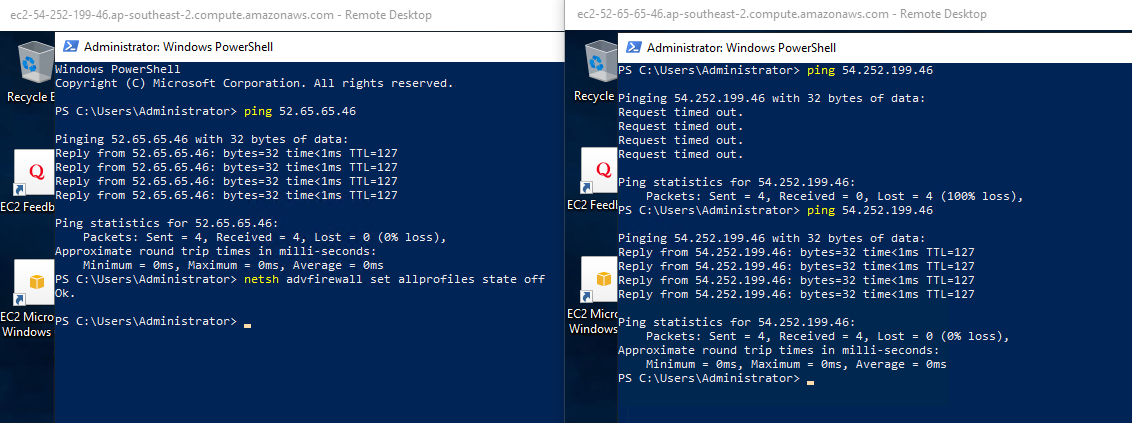 ec2-54-252-199-46.ap-southeast-2.compute.amazonaws.com - Remote Desktop
Administrator: Windows PowerShell
Windows PowerShell
Copyright (C) Microsoft Corporation. All rights reserved.
PS C:\Users\Administrator> ping 52.65.65.46
Pinging 52.65.65.46 with 32 bytes of data:
Reply from 52.65.65.46: bytes=32 time<1ms TTL=127
Reply from 52.65.65.46: bytes=32 time<1ms TTL=127
Reply from 52.65.65.46: bytes=32 time<1ms TTL=127
Reply from 52.65.65.46: bytes=32 time<1ms TTL=127
Ping statistics for 52.65.65.46:
Packets: Sent = 4, Received = 4, Lost = 0 (0% loss),
Approximate round trip times in milli-seconds:
Minimum = 0ms, Maximum = 0ms, Average = 0ms
PS C:\Users\Administrator> netsh advfirewall set allprofiles state off
Ok.
PS C:\Users\Administrator>
Recycle B
Q
EC2 Feedb
EC2 Micro
Windows
ec2-52-65-65-46.ap-southeast-2.compute.amazonaws.com - Remote Desktop
Administrator: Windows PowerShell
PS C:\Users\Administrator> ping 54.252.199.46
Pinging 54.252.199.46 with 32 bytes of data:
Request timed out.
Request timed out.
Request timed out.
Request timed out.
Ping statistics for 54.252.199.46:
Packets: Sent = 4, Received = 0, Lost = 4 (100% loss),
PS C:\Users\Administrator> ping 54.252.199.46
Pinging 54.252.199.46 with 32 bytes of data:
Reply from 54.252.199.46: bytes=32 time<1ms TTL=127
Reply from 54.252.199.46: bytes=32 time<1ms TTL=127
Reply from 54.252.199.46: bytes=32 time<1ms TTL=127
Reply from 54.252.199.46: bytes=32 time<1ms TTL=127
Ping statistics for 54.252.199.46:
Packets: Sent = 4, Received = 4, Lost = 0 (0% loss),
Approximate round trip times in milli-seconds:
Minimum = 0ms, Maximum = 0ms, Average = 0ms
PS C:\Users\Administrator>
Recycle
Q
EC2 Feedl
EC2 Micr
Windows